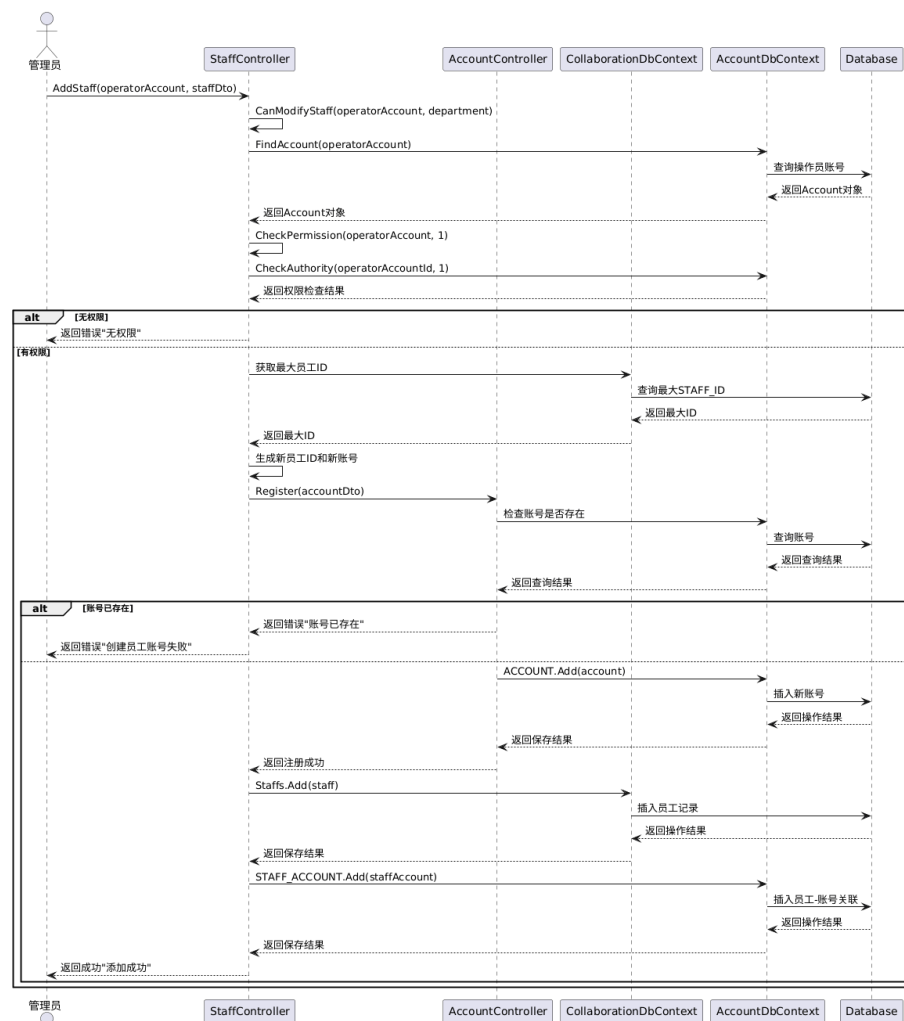 管理员
StaffController
AccountController
CollaborationDbContext
AccountDbContext
Database
AddStaff(operatorAccount, staffDto)
CanModifyStaff(operatorAccount, department)
FindAccount(operatorAccount)
查询操作员账号
返回Account对象
返回Account对象
CheckPermission(operatorAccount, 1)
CheckAuthority(operatorAccountId, 1)
返回权限检查结果
alt [无权限]
返回错误"无权限"
[有权限]
获取最大员工ID
查询最大STAFF_ID
返回最大ID
返回最大ID
生成新员工ID和新账号
Register(accountDto)
检查账号是否存在
查询账号
返回查询结果
返回查询结果
alt [账号已存在]
返回错误"账号已存在"
返回错误"创建员工账号失败"
ACCOUNT.Add(account)
插入新账号
返回操作结果
返回保存结果
返回注册成功
Staffs.Add(staff)
插入员工记录
返回操作结果
返回保存结果
STAFF_ACCOUNT.Add(staffAccount)
插入员工-账号关联
返回操作结果
返回保存结果
返回成功"添加成功"
管理员
StaffController
AccountController
CollaborationDbContext
AccountDbContext
Database